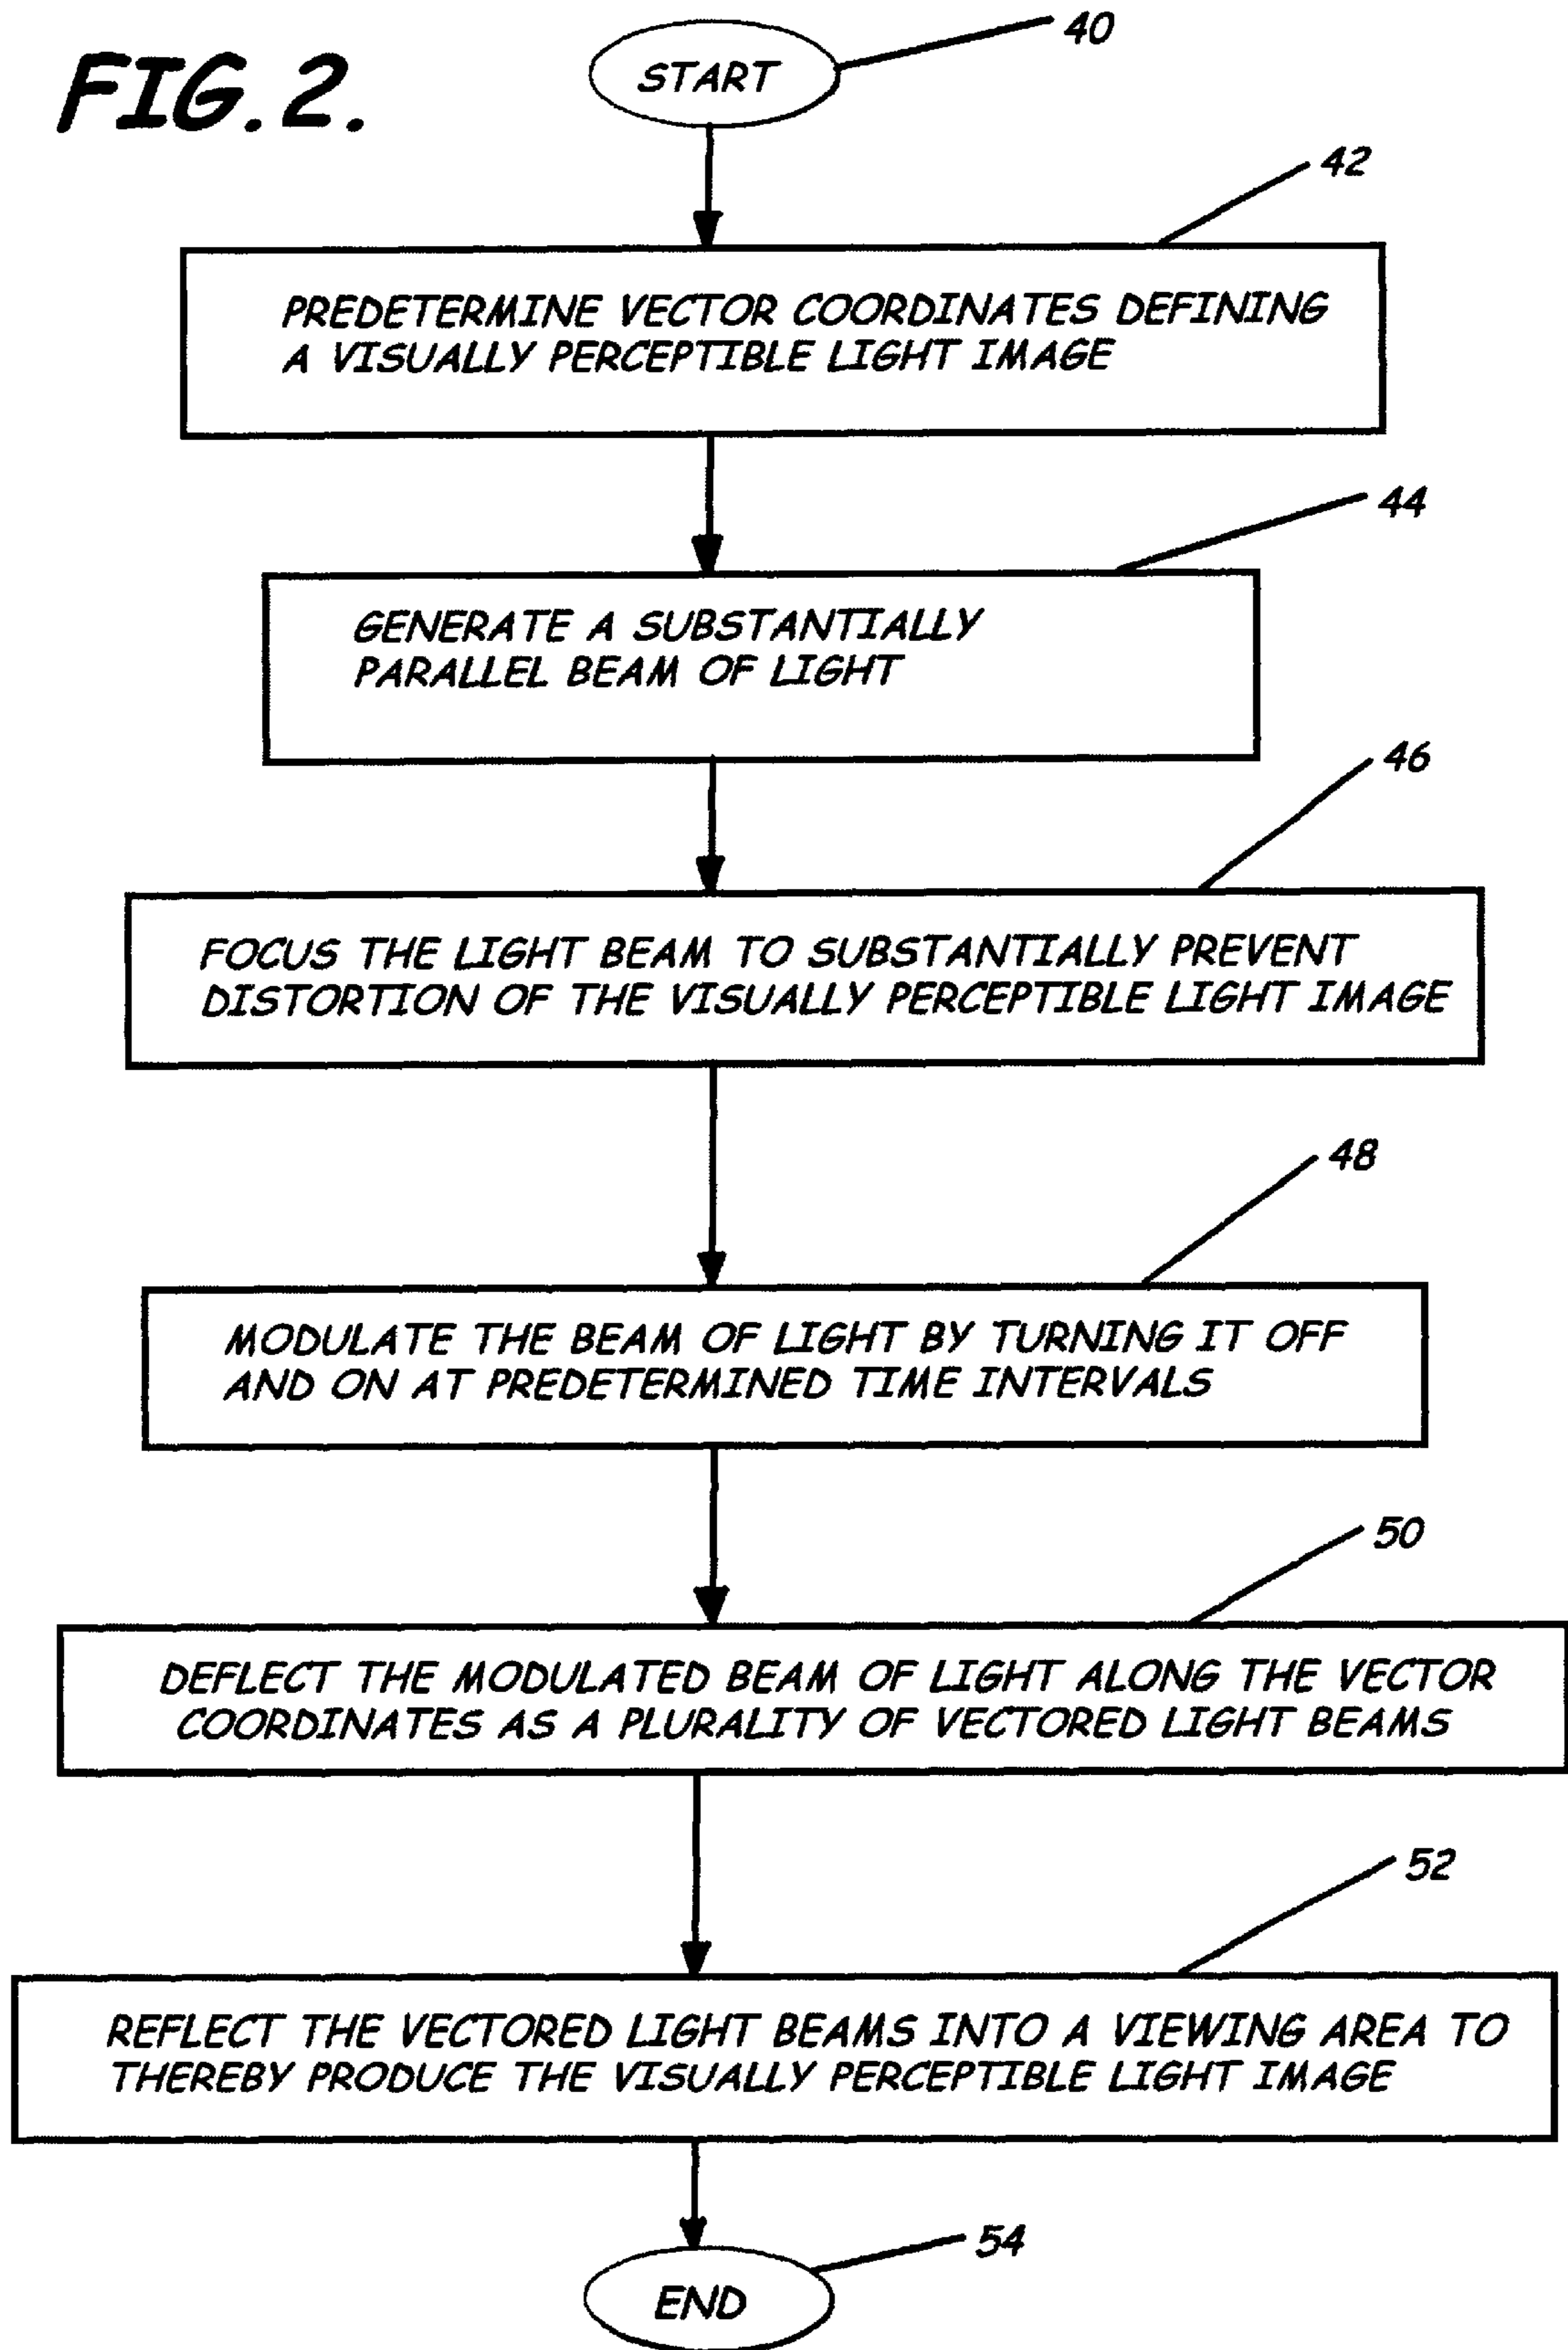 FIG.2.
START
40
42
PREDETERMINE VECTOR COORDINATES DEFINING
A VISUALLY PERCEPTIBLE LIGHT IMAGE
44
GENERATE A SUBSTANTIALLY
PARALLEL BEAM OF LIGHT
46
FOCUS THE LIGHT BEAM TO SUBSTANTIALLY PREVENT
DISTORTION OF THE VISUALLY PERCEPTIBLE LIGHT IMAGE
48
MODULATE THE BEAM OF LIGHT BY TURNING IT OFF
AND ON AT PREDETERMINED TIME INTERVALS
50
DEFLECT THE MODULATED BEAM OF LIGHT ALONG THE VECTOR
COORDINATES AS A PLURALITY OF VECTORED LIGHT BEAMS
52
REFLECT THE VECTORED LIGHT BEAMS INTO A VIEWING AREA TO
THEREBY PRODUCE THE VISUALLY PERCEPTIBLE LIGHT IMAGE
54
END